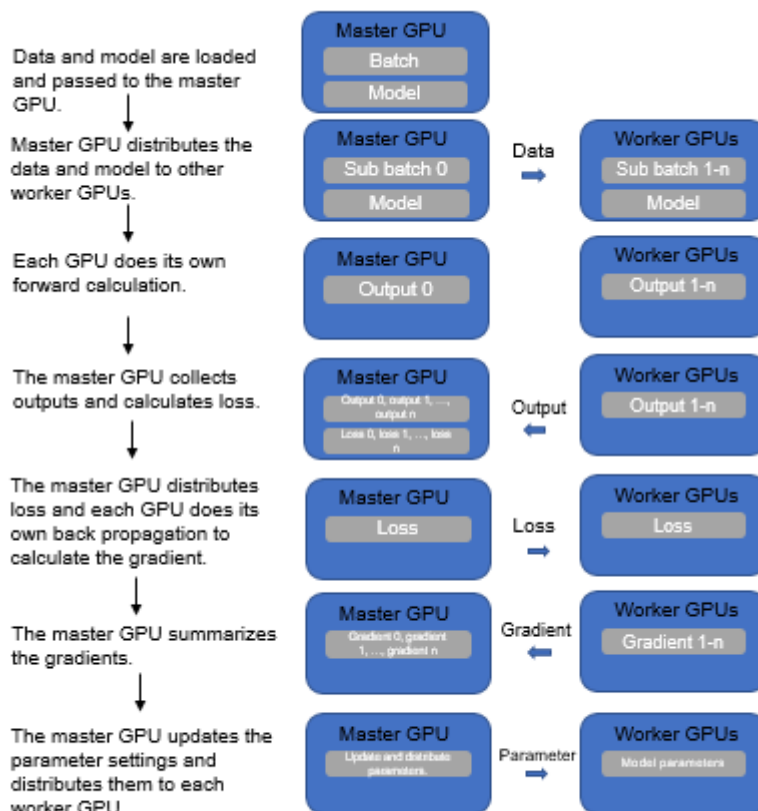 Data and model are loaded
and passed to the master
GPU.
Master GPU
Batch
Model
Master GPU distributes the
data and model to other
worker GPUs.
Master GPU
Sub batch 0
Model
Data
Worker GPUs
Sub batch 1-n
Model
Each GPU does its own
forward calculation.
Master GPU
Output 0
Worker GPUs
Output 1-n
The master GPU collects
outputs and calculates loss.
Master GPU
Output 0, output 1, ...,
output n
Loss 0, loss 1, ..., loss
n
Output
Worker GPUs
Output 1-n
The master GPU distributes
loss and each GPU does its
own back propagation to
calculate the gradient.
Master GPU
Loss
Loss
Worker GPUs
Loss
The master GPU summarizes
the gradients.
Master GPU
Gradient 0, gradient
1, ..., gradient n
Gradient
Worker GPUs
Gradient 1-n
The master GPU updates the
parameter settings and
distributes them to each
worker GPU
Master GPU
Update and distribute
parameters.
Parameter
Worker GPUs
Model parameters